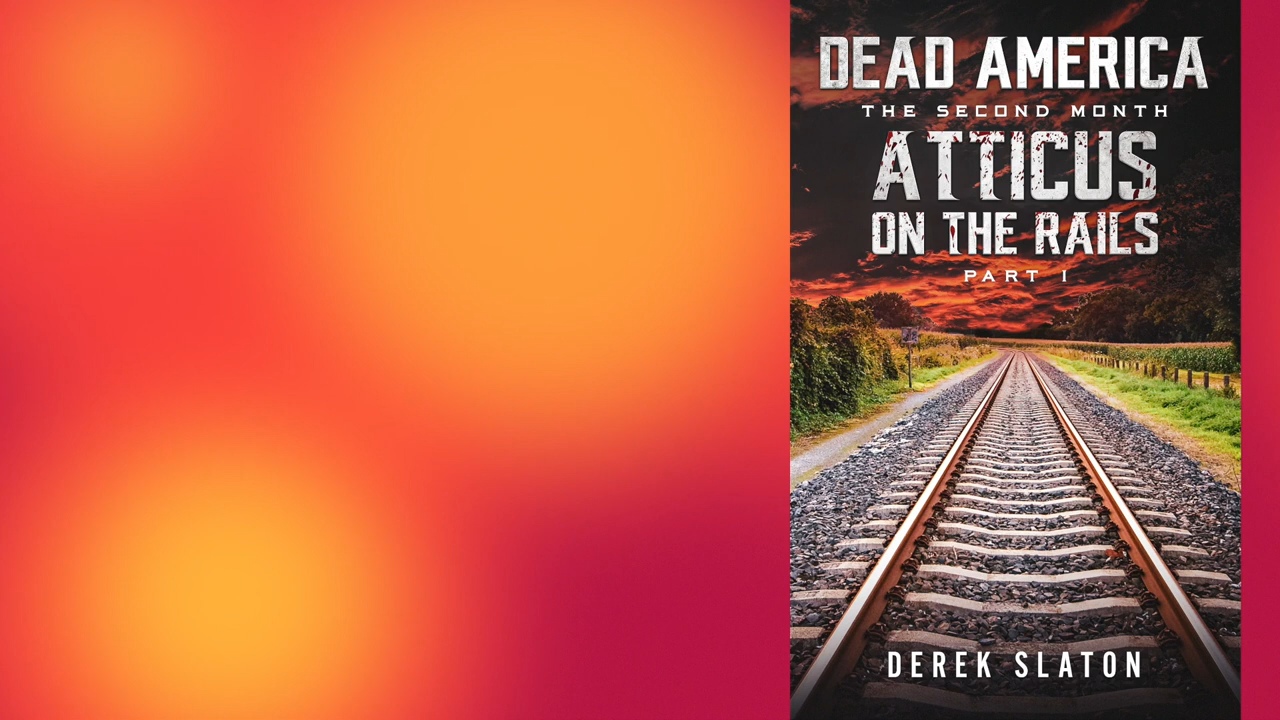 DEAD AMERICA
THE SECOND MONTH
ATTICUS
ON THE RAILS
PART I
DEREK SLATON